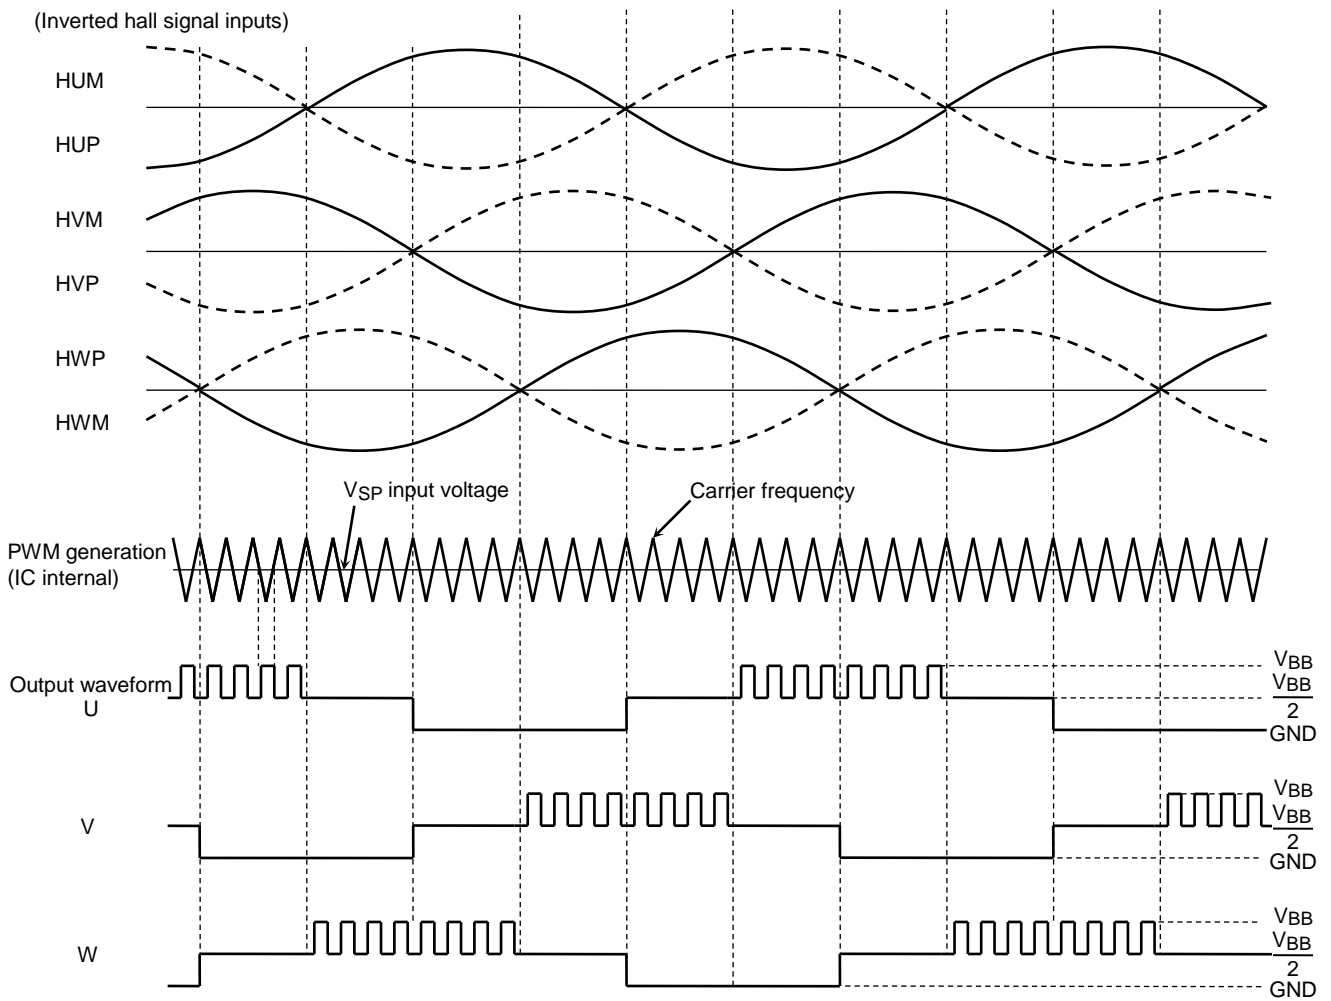 (Inverted hall signal inputs)
HUM
HUP
HVM
HVP
HWP
HWM
VSP input voltage
Carrier frequency
PWM generation
(IC internal)
Output waveform
U
VBB
VBB
2
GND
V
VBB
VBB
2
GND
W
VBB
VBB
2
GND